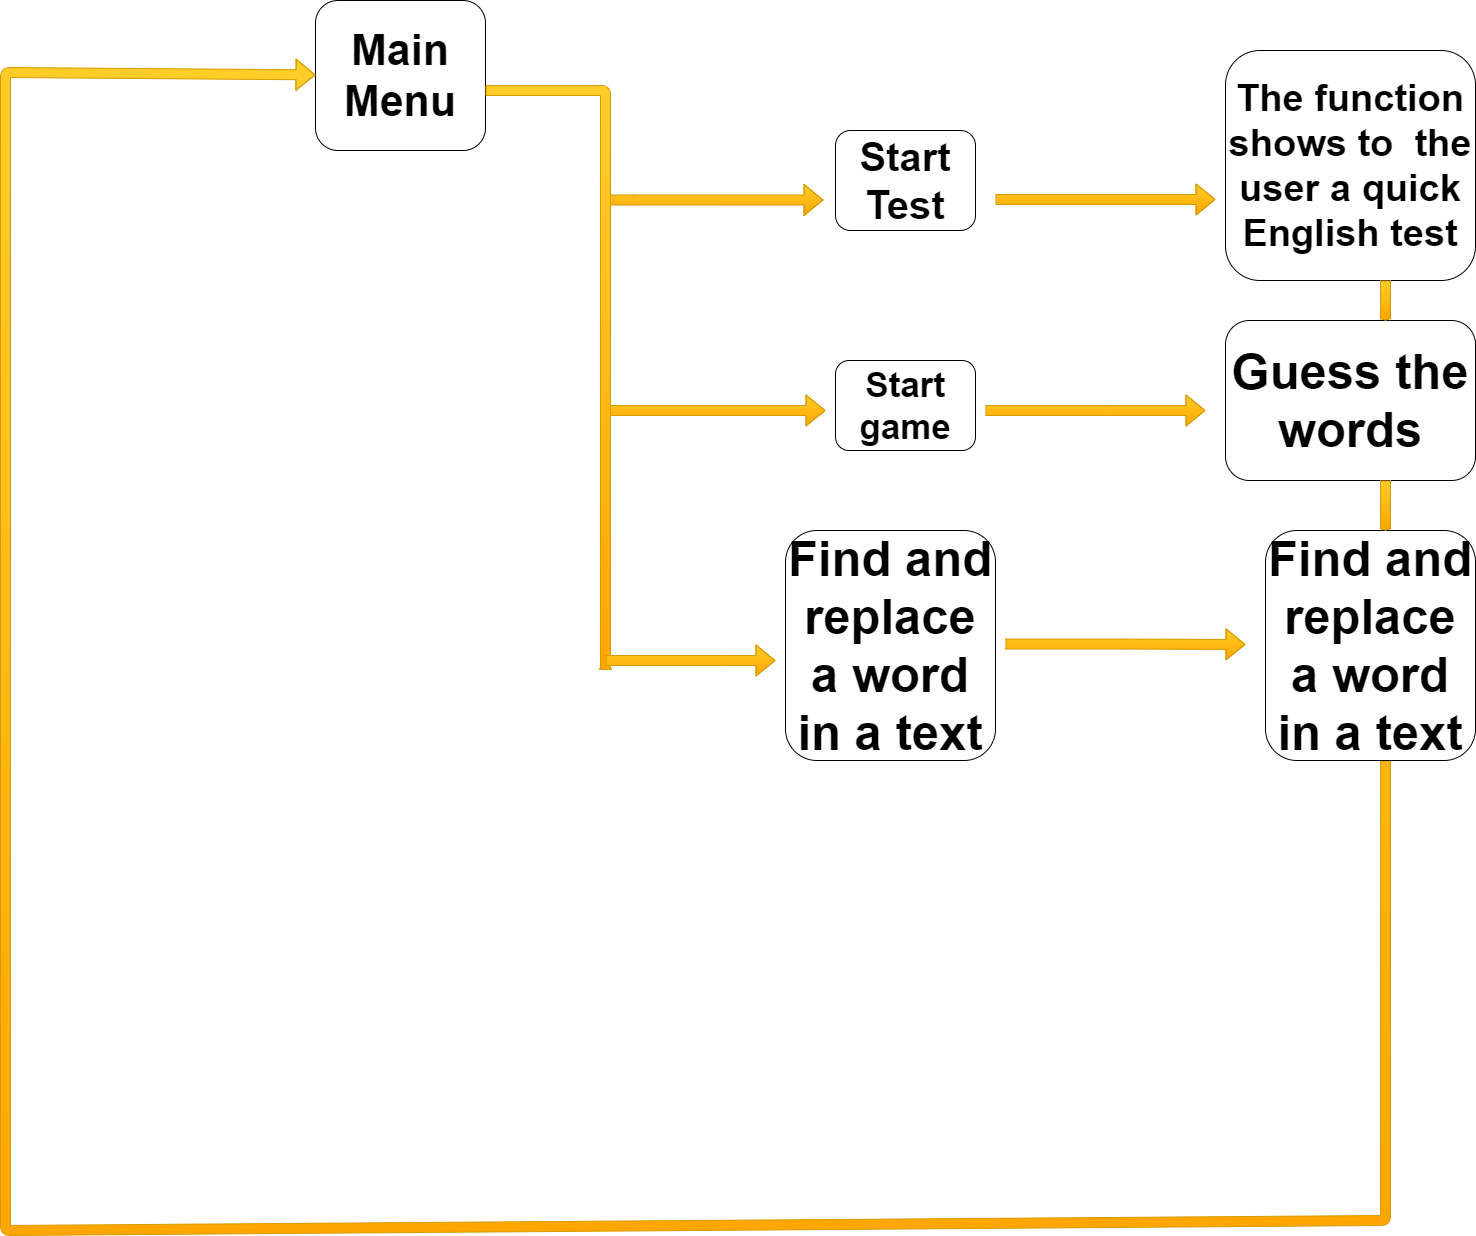 Main
Menu
Start
Test
The function
shows to  the
user a quick
English test
Start
game
Guess the
words
Find and
replace
a word
in a text
Find and
replace
a word
in a text